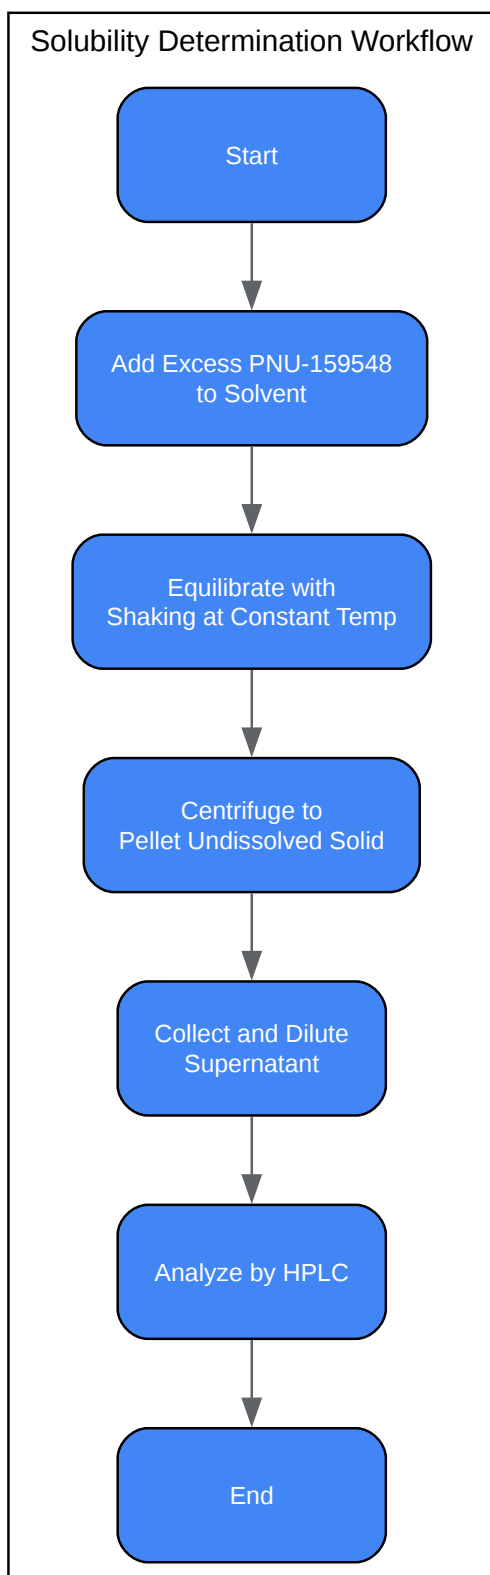 Solubility Determination Workflow
Start
Add Excess PNU-159548
to Solvent
Equilibrate with
Shaking at Constant Temp
Centrifuge to
Pellet Undissolved Solid
Collect and Dilute
Supernatant
Analyze by HPLC
End